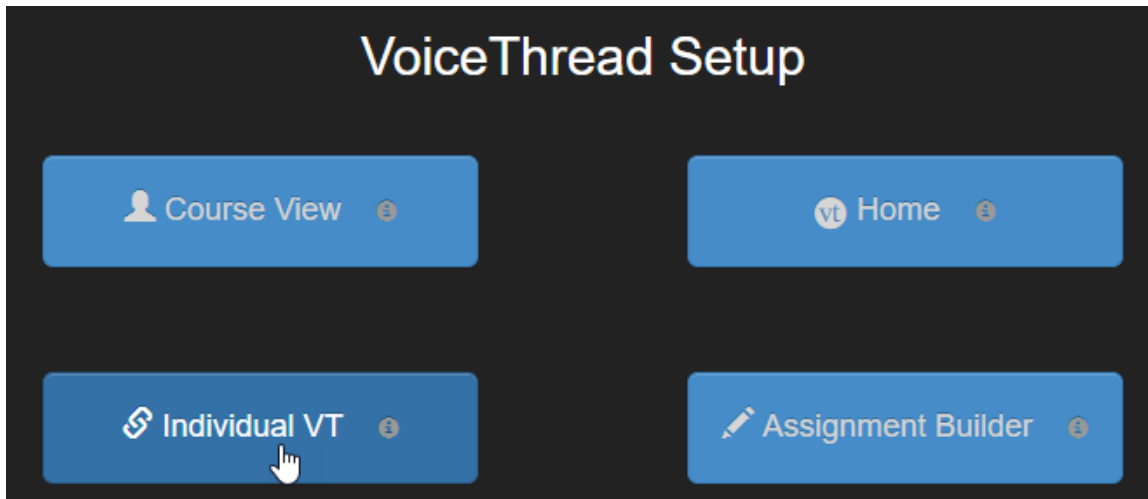 VoiceThread Setup
Course View
vt Home
Individual VT
Assignment Builder